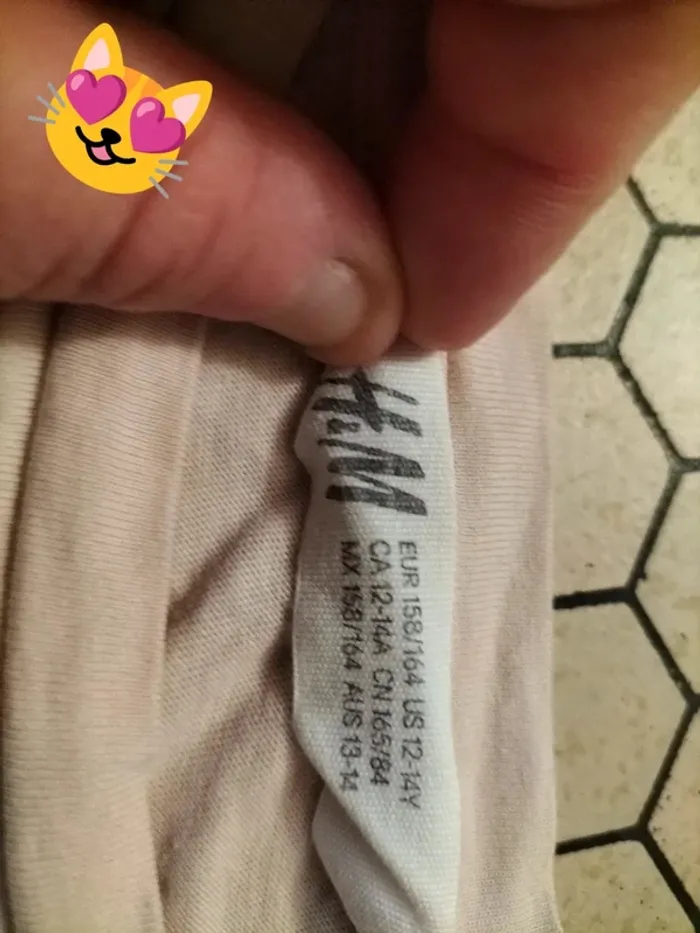 H&M
EUR 158/164 US 12-14Y
CA 12-14A CN 165/84
MX 158/164 AUS 13-14